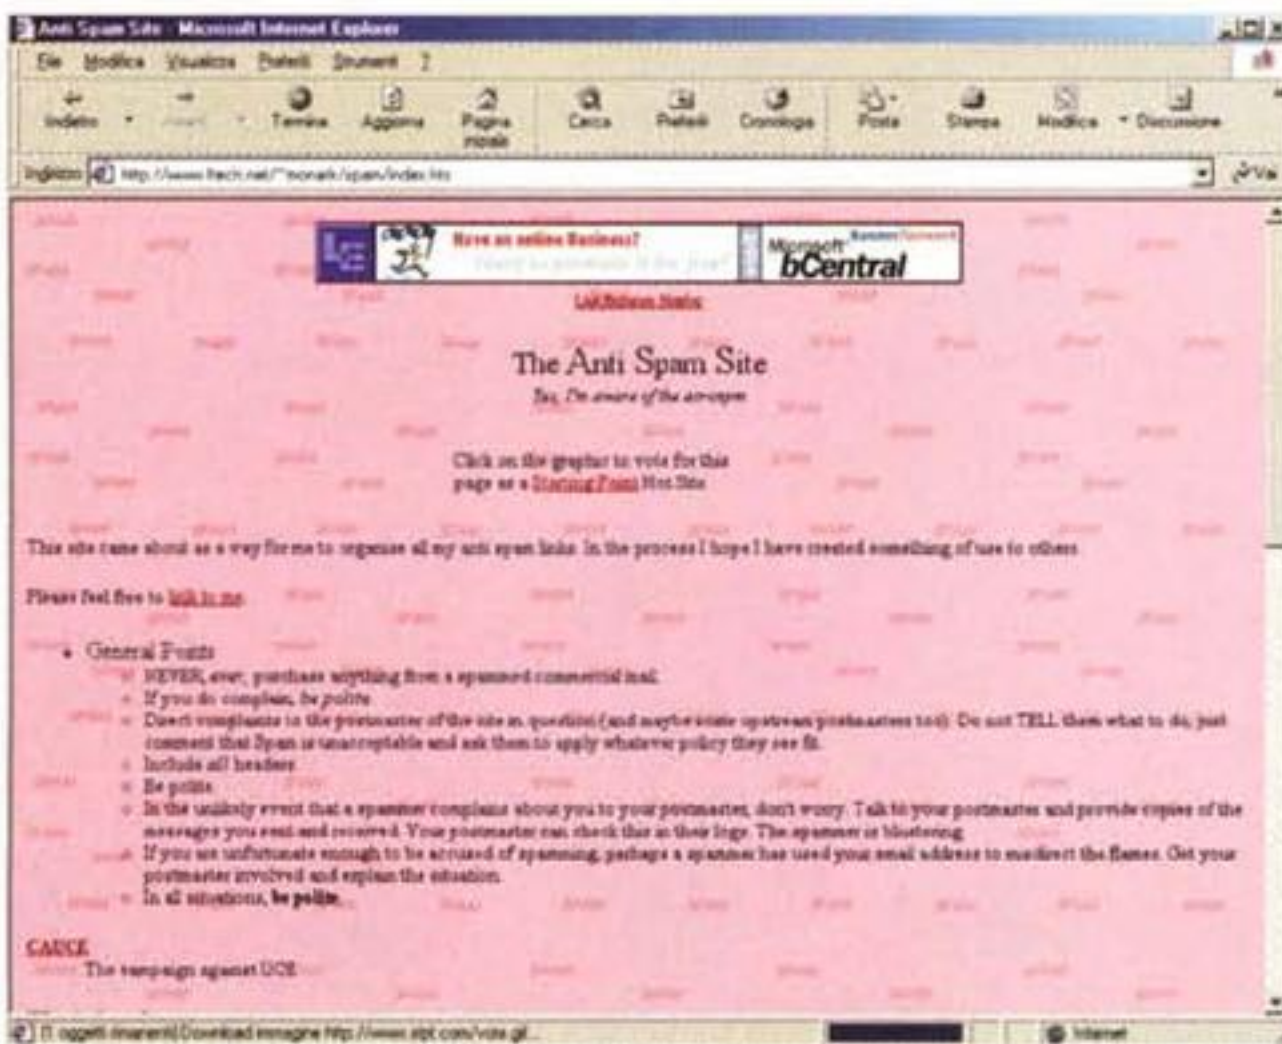 Anti Spam Site - Microsoft Internet Explorer
File Modifica Visualizza Preferiti Strumenti ?
Indietro Termina Aggiorna Pagina iniziale Cerca Preferiti Cronologia Posta Stampa Modifica Discussione
Indirizzo Vai
Have an online Business?
Microsoft bCentral
The Anti Spam Site
Yes, I'm aware of the acronym
Click on the graphic to vote for this
page as a Starting Point Hot Site
This site came about as a way for me to organise all my anti spam links. In the process I hope I have created something of use to others.
Please feel free to talk to me.
General Points
NEVER, ever, purchase anything from a spammed commercial mail.
If you do complain, be polite
Direct complaints to the postmaster of the site in question (and maybe some upstream postmasters too). Do not TELL them what to do, just
comment that Spam is unacceptable and ask them to apply whatever policy they see fit.
Include all headers
Be polite
In the unlikely event that a spammer complains about you to your postmaster, don't worry. Talk to your postmaster and provide copies of the
messages you sent and received. Your postmaster can check this in their logs. The spammer is blustering.
If you are unfortunate enough to be accused of spamming, perhaps a spammer has used your email address to misdirect the flames. Get your
postmaster involved and explain the situation.
In all situations, be polite.
CAUCE
The campaign against UCE
oggetti rimanenti) Download immagine
Internet